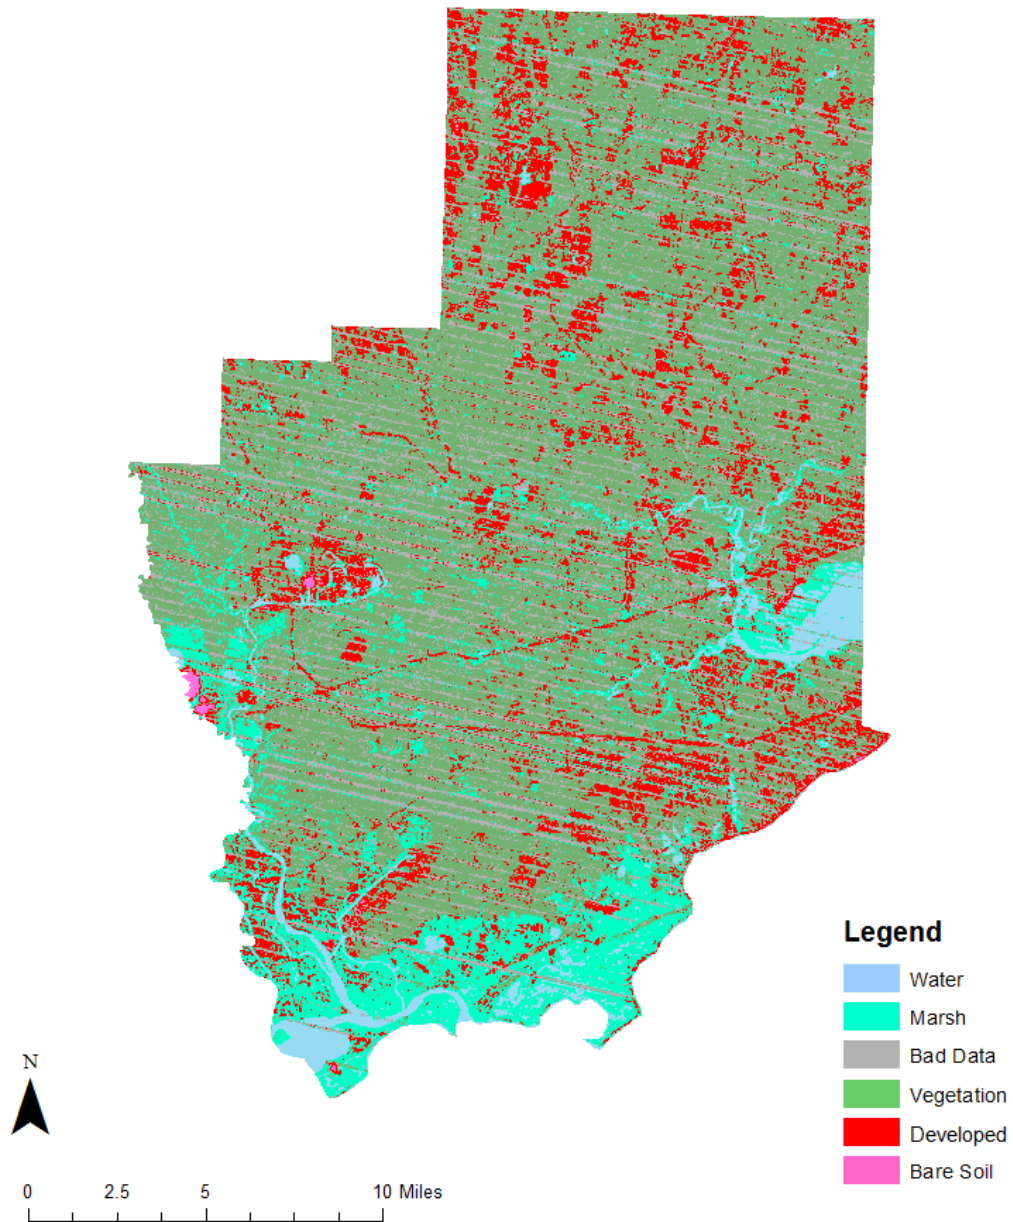 Legend
Water
Marsh
Bad Data
Vegetation
Developed
Bare Soil
N
0 2.5 5 10 Miles